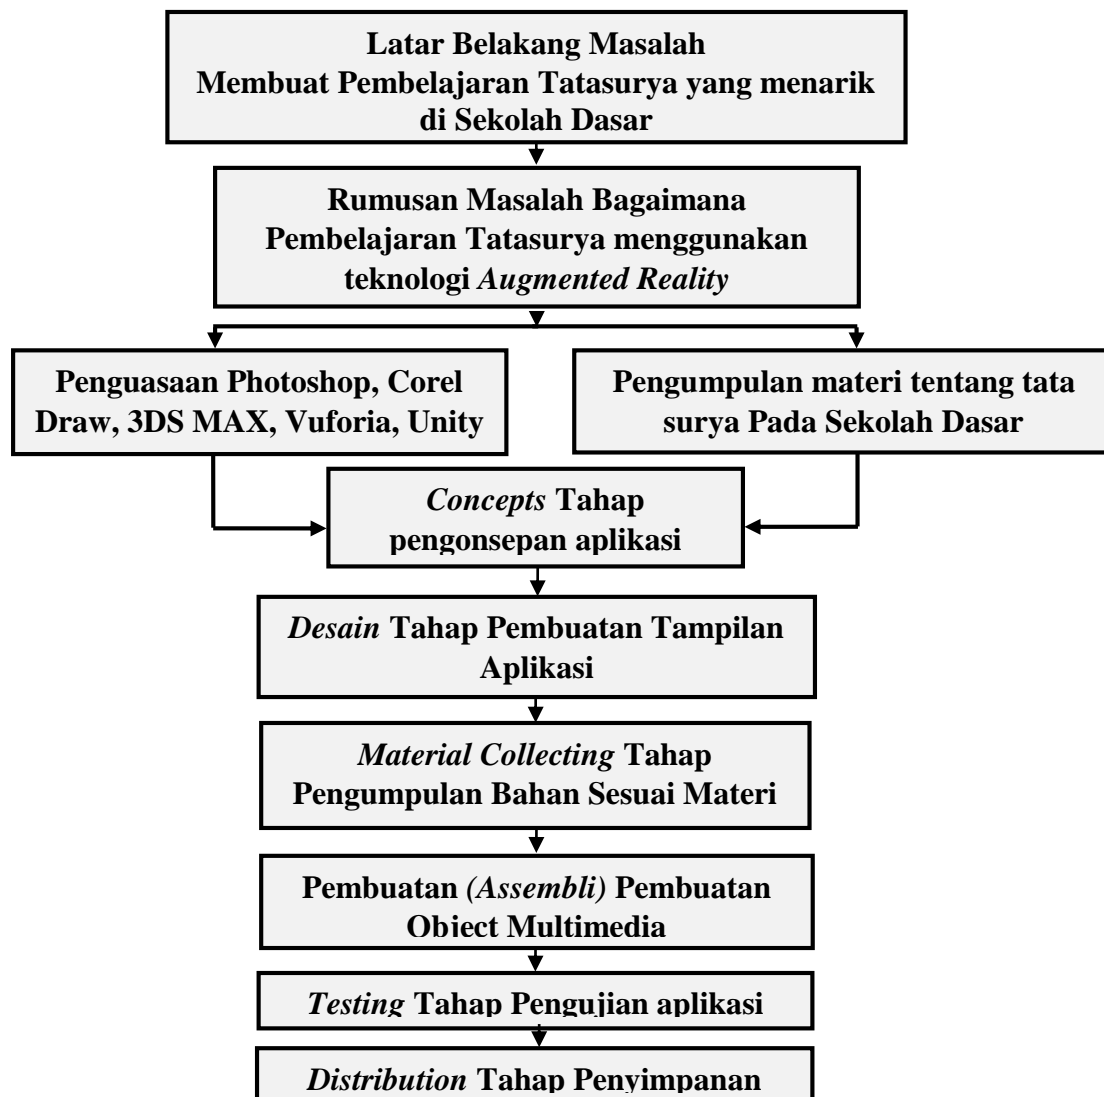 Latar Belakang Masalah
Membuat Pembelajaran Tatasurya yang menarik
di Sekolah Dasar
Rumusan Masalah Bagaimana
Pembelajaran Tatasurya menggunakan
teknologi Augmented Reality
Penguasaan Photoshop, Corel
Draw, 3DS MAX, Vuforia, Unity
Pengumpulan materi tentang tata
surya Pada Sekolah Dasar
Concepts Tahap
pengonsepan aplikasi
Desain Tahap Pembuatan Tampilan
Aplikasi
Material Collecting Tahap
Pengumpulan Bahan Sesuai Materi
Pembuatan (Assembli) Pembuatan
Object Multimedia
Testing Tahap Pengujian aplikasi
Distribution Tahap Penyimpanan